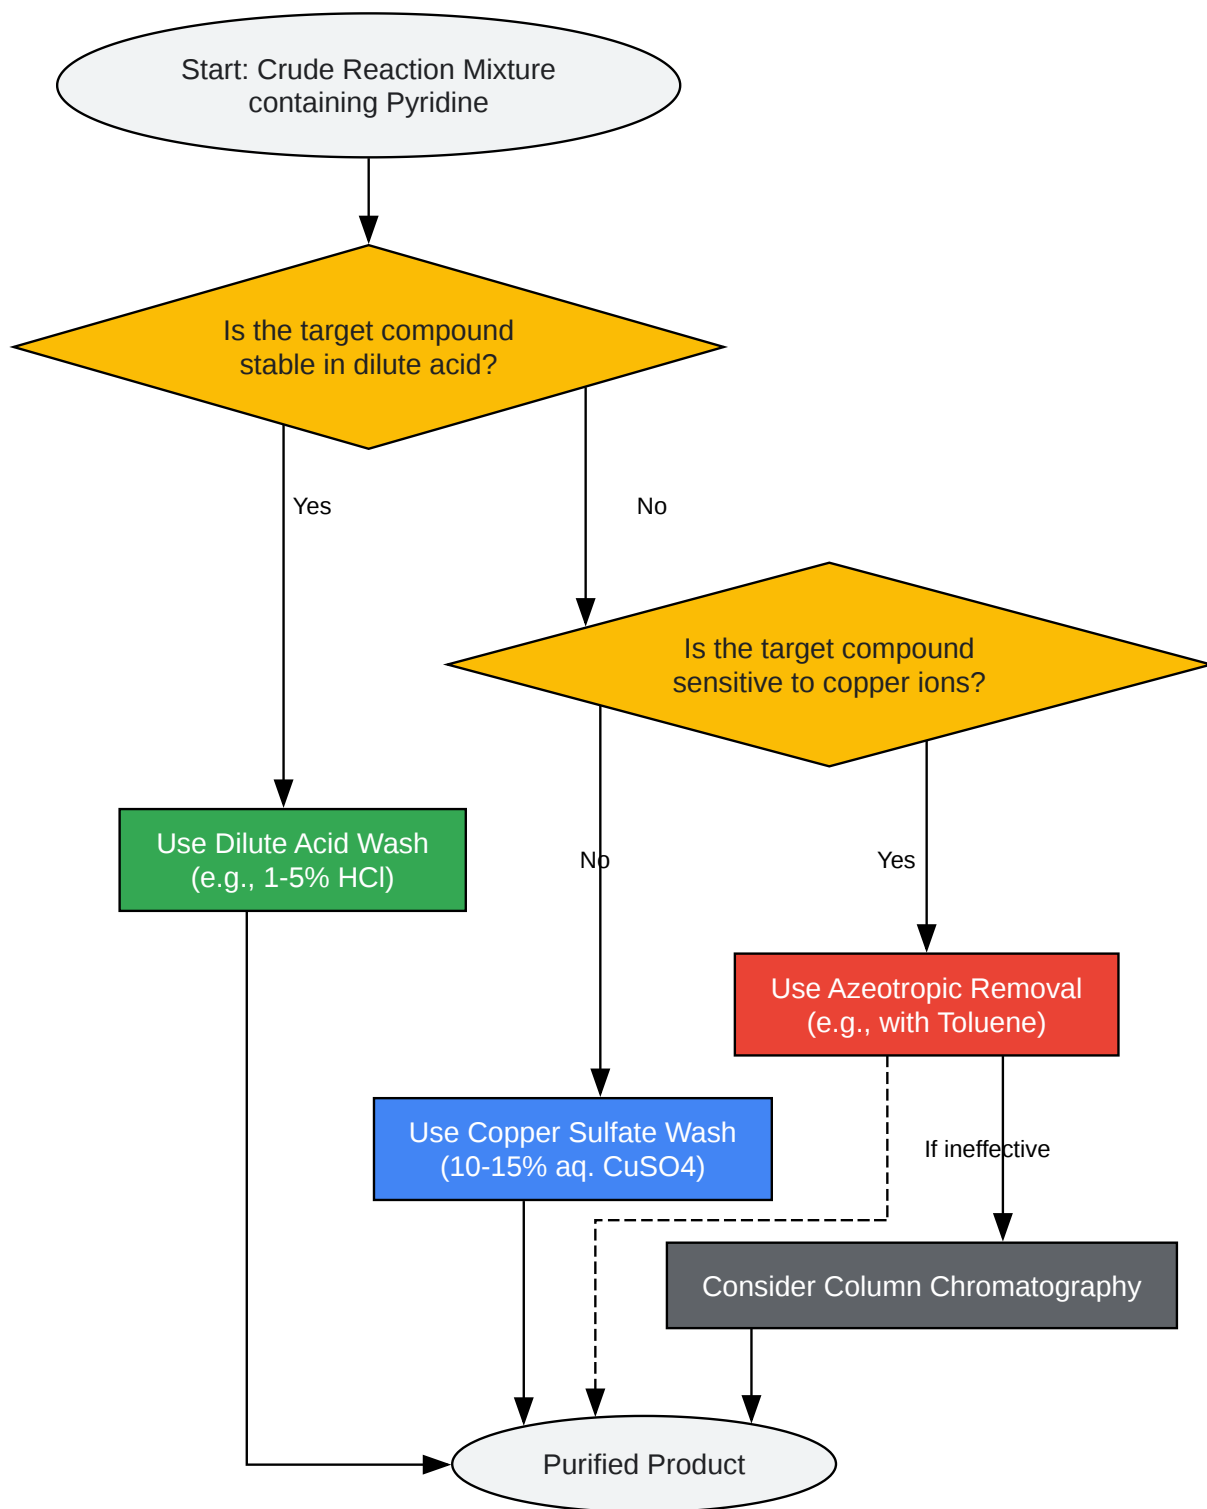 Start: Crude Reaction Mixture
containing Pyridine
Is the target compound
stable in dilute acid?
Yes
No
Is the target compound
sensitive to copper ions?
Use Dilute Acid Wash
(e.g., 1-5% HCl)
No
Yes
Use Azeotropic Removal
(e.g., with Toluene)
Use Copper Sulfate Wash
(10-15% aq. CuSO4)
If ineffective
Consider Column Chromatography
Purified Product